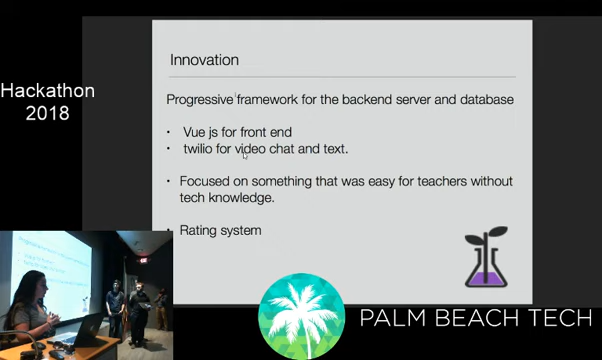 Innovation
Hackathon
2018
Progressive framework for the backend server and database
• Vue js for front end
• twilio for video chat and text.
• Focused on something that was easy for teachers without
tech knowledge.
• Rating system
PALM BEACH TECH